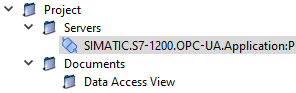 Project
Servers
SIMATIC.S7-1200.OPC-UA.Application:P
Documents
Data Access View